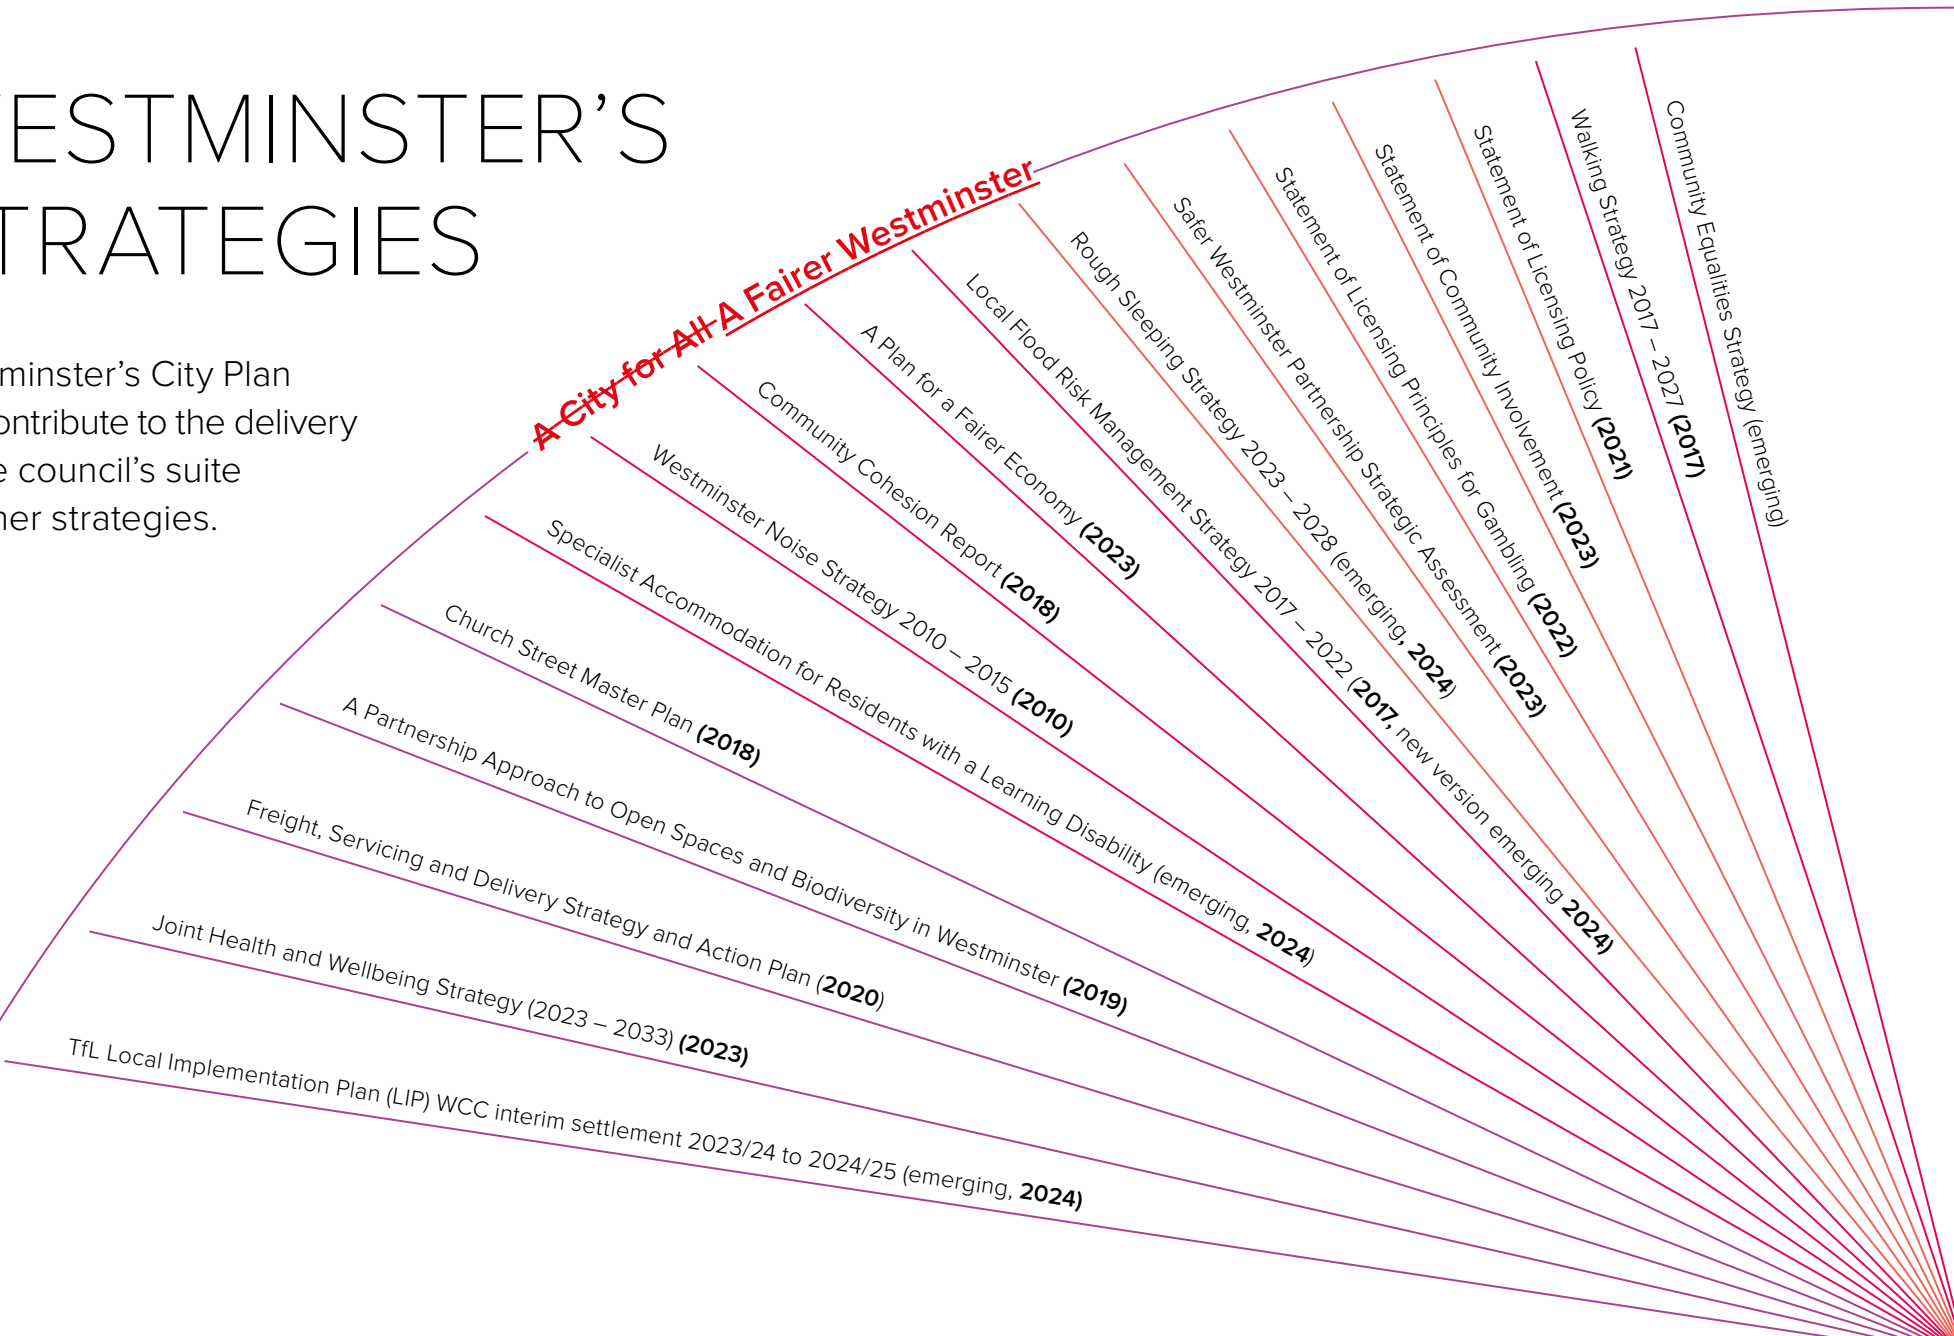 ESTMINSTER’S
TRATEGIES
minster’s City Plan
ontribute to the delivery
e council’s suite
ner strategies.
A City for All A Fairer Westminster
TfL Local Implementation Plan (LIP) WCC interim settlement 2023/24 to 2024/25 (emerging, 2024)
Joint Health and Wellbeing Strategy (2023 – 2033) (2023)
Freight, Servicing and Delivery Strategy and Action Plan (2020)
A Partnership Approach to Open Spaces and Biodiversity in Westminster (2019)
Church Street Master Plan (2018)
Specialist Accommodation for Residents with a Learning Disability (emerging, 2024)
Westminster Noise Strategy 2010 – 2015 (2010)
Community Cohesion Report (2018)
A Plan for a Fairer Economy (2023)
Local Flood Risk Management Strategy 2017 – 2022 (2017, new version emerging 2024)
Rough Sleeping Strategy 2023 – 2028 (emerging, 2024)
Safer Westminster Partnership Strategic Assessment (2023)
Statement of Licensing Principles for Gambling (2022)
Statement of Community Involvement (2023)
Statement of Licensing Policy (2021)
Walking Strategy 2017 – 2027 (2017)
Community Equalities Strategy (emerging)